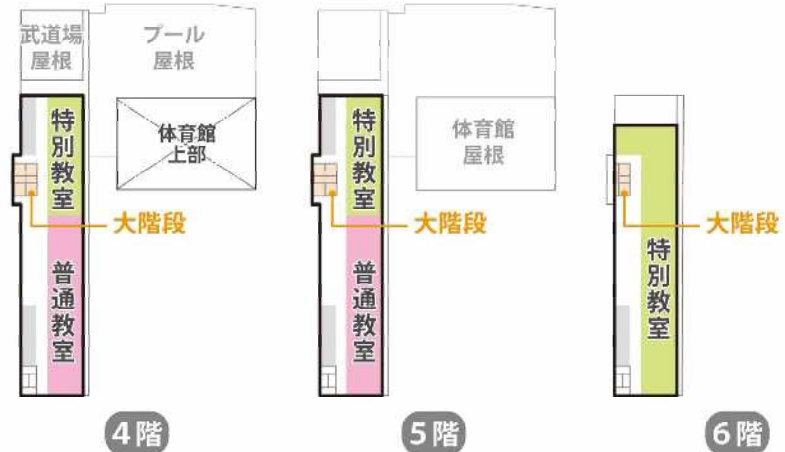 武道場
屋根
プール
屋根
特別教室
体育館
上部
大階段
普通教室
4階
特別教室
体育館
屋根
大階段
普通教室
5階
大階段
特別教室
6階